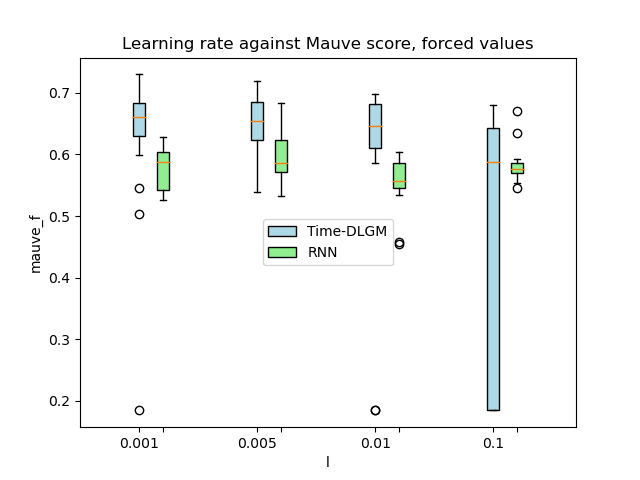 Learning rate against Mauve score, forced values
0.7
0.6
0.5
0.4
0.3
0.2
mauve_f
Time-DLGM
RNN
0.001
0.005
0.01
0.1
l